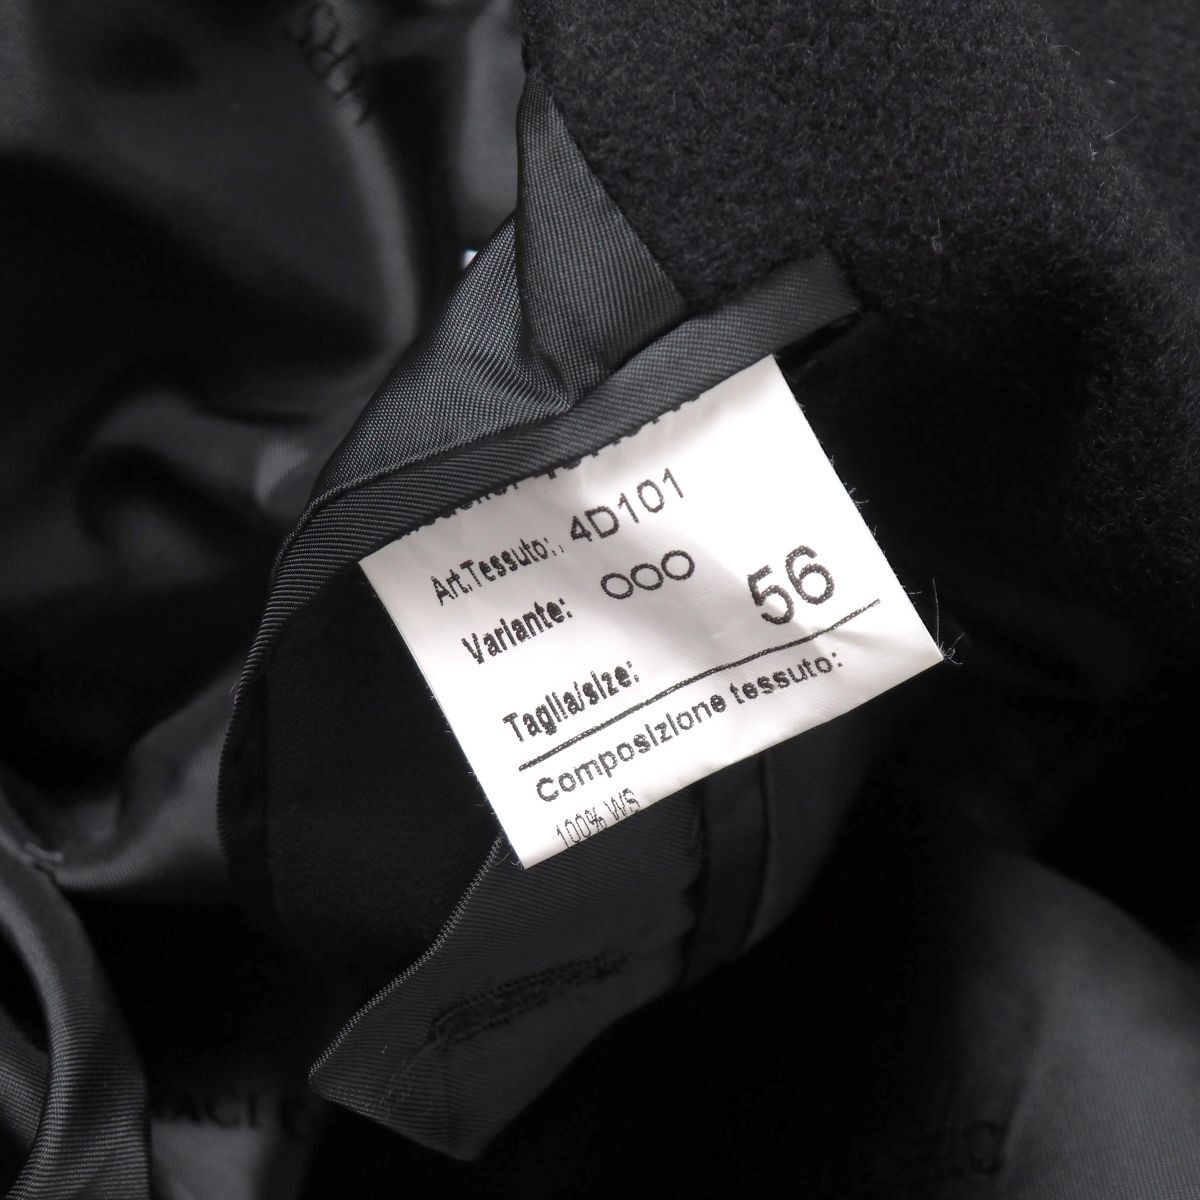 Art.Tessuto: 4D101
Variante: 000
Taglia/size: 56
Composizione tessuto:
100% WS